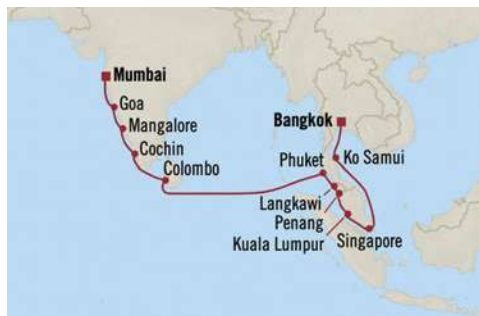 Mumbai
Goa
Mangalore
Cochin
Colombo
Bangkok
Phuket
Ko Samui
Langkawi
Penang
Kuala Lumpur
Singapore